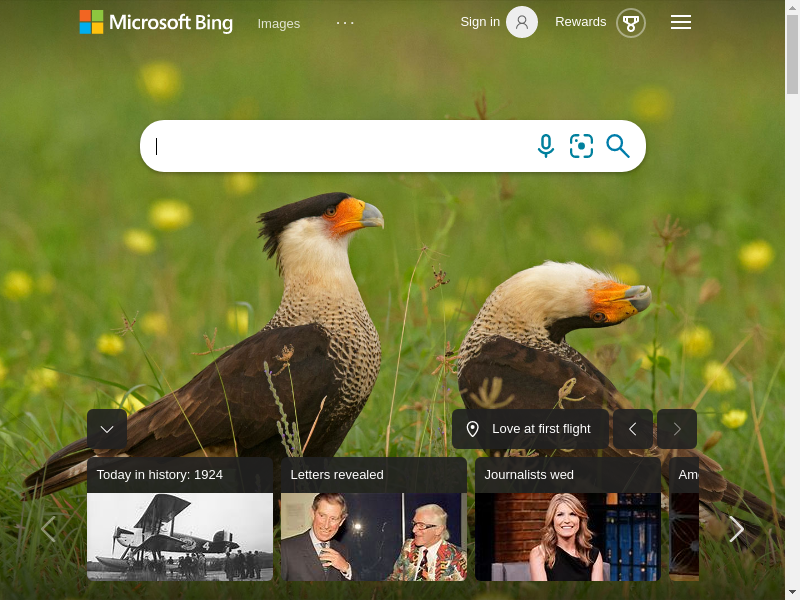 Microsoft Bing
Images
Sign in
Rewards
Love at first flight
Today in history: 1924
Letters revealed
Journalists wed
Am